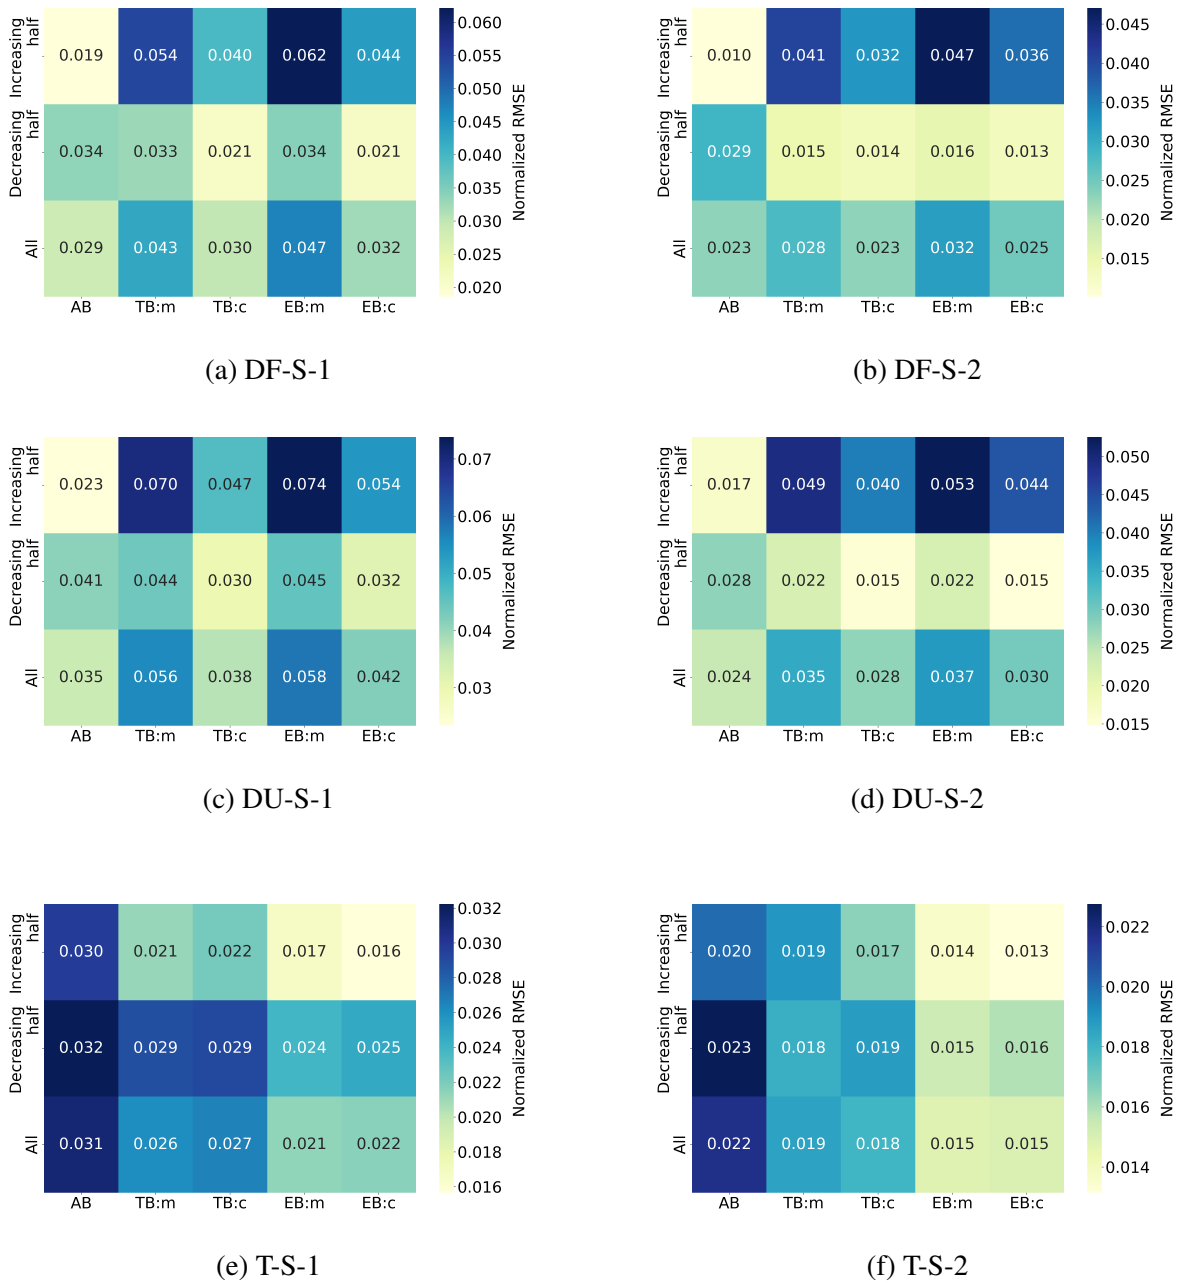 Increasing half
0.019 0.054 0.040 0.062 0.044
Decreasing half
0.034 0.033 0.021 0.034 0.021
All
0.029 0.043 0.030 0.047 0.032
AB TB:m TB:c EB:m EB:c
0.060
0.055
0.050
0.045
0.040
0.035
0.030
0.025
0.020
Normalized RMSE
(a) DF-S-1
Increasing half
0.010 0.041 0.032 0.047 0.036
Decreasing half
0.029 0.015 0.014 0.016 0.013
All
0.023 0.028 0.023 0.032 0.025
AB TB:m TB:c EB:m EB:c
0.045
0.040
0.035
0.030
0.025
0.020
0.015
Normalized RMSE
(b) DF-S-2
Increasing half
0.023 0.070 0.047 0.074 0.054
Decreasing half
0.041 0.044 0.030 0.045 0.032
All
0.035 0.056 0.038 0.058 0.042
AB TB:m TB:c EB:m EB:c
0.07
0.06
0.05
0.04
0.03
Normalized RMSE
(c) DU-S-1
Increasing half
0.017 0.049 0.040 0.053 0.044
Decreasing half
0.028 0.022 0.015 0.022 0.015
All
0.024 0.035 0.028 0.037 0.030
AB TB:m TB:c EB:m EB:c
0.050
0.045
0.040
0.035
0.030
0.025
0.020
0.015
Normalized RMSE
(d) DU-S-2
Increasing half
0.030 0.021 0.022 0.017 0.016
Decreasing half
0.032 0.029 0.029 0.024 0.025
All
0.031 0.026 0.027 0.021 0.022
AB TB:m TB:c EB:m EB:c
0.032
0.030
0.028
0.026
0.024
0.022
0.020
0.018
0.016
Normalized RMSE
(e) T-S-1
Increasing half
0.020 0.019 0.017 0.014 0.013
Decreasing half
0.023 0.018 0.019 0.015 0.016
All
0.022 0.019 0.018 0.015 0.015
AB TB:m TB:c EB:m EB:c
0.022
0.020
0.018
0.016
0.014
Normalized RMSE
(f) T-S-2